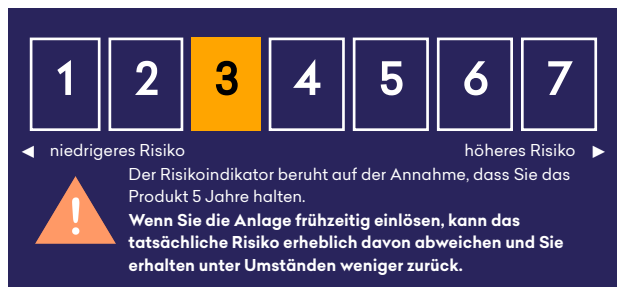 1 2 3 4 5 6 7
◄ niedrigeres Risiko höheres Risiko ►
Der Risikoindikator beruht auf der Annahme, dass Sie das
Produkt 5 Jahre halten.
Wenn Sie die Anlage frühzeitig einlösen, kann das
tatsächliche Risiko erheblich davon abweichen und Sie
erhalten unter Umständen weniger zurück.